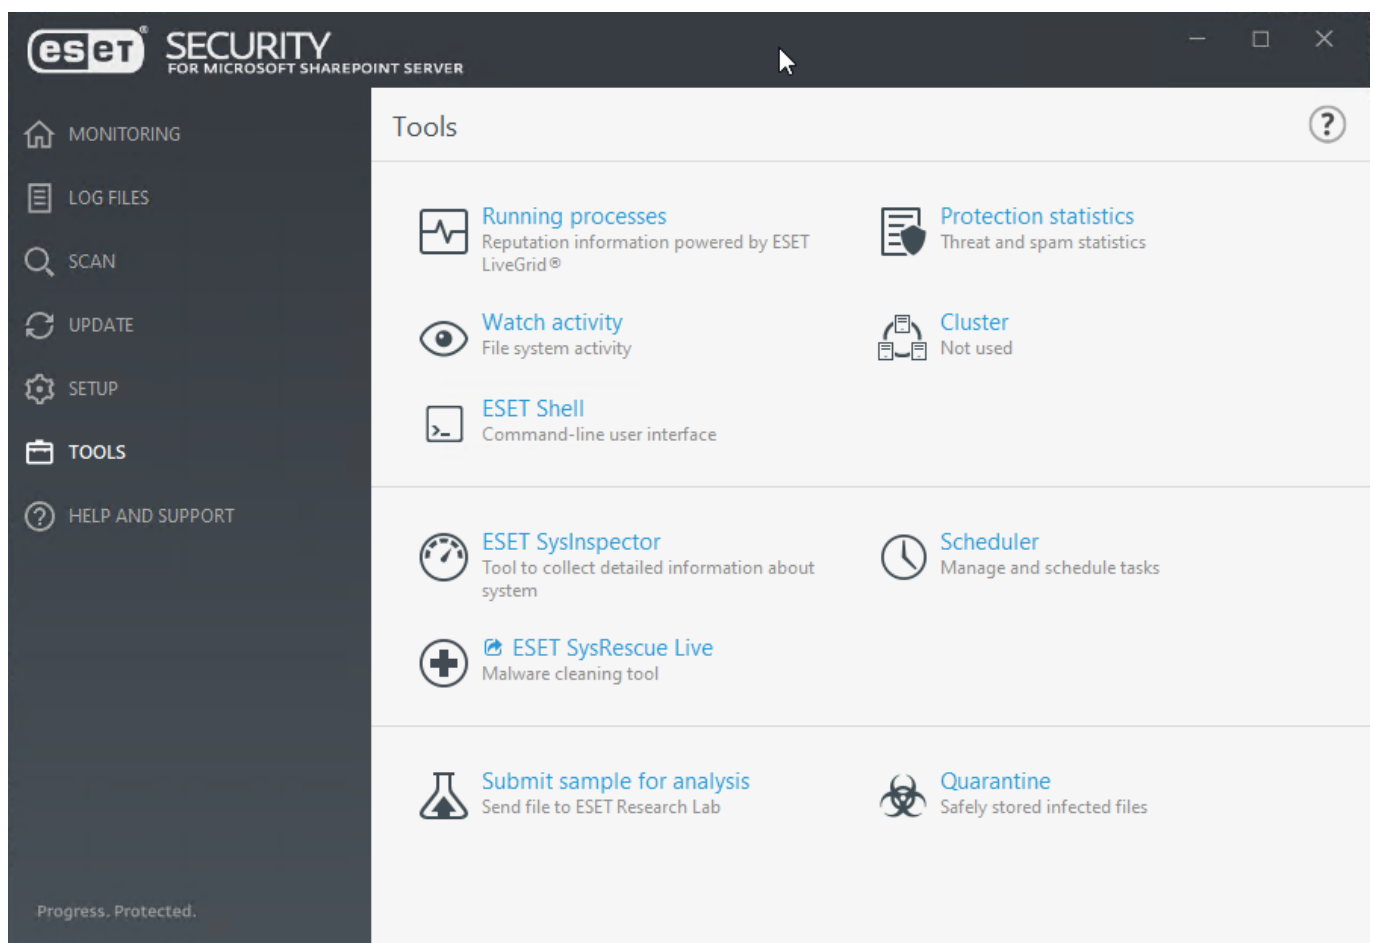 eset® SECURITY
FOR MICROSOFT SHAREPOINT SERVER
MONITORING
LOG FILES
SCAN
UPDATE
SETUP
TOOLS
HELP AND SUPPORT
Progress. Protected.
Tools
?
Running processes
Reputation information powered by ESET
LiveGrid®
Protection statistics
Threat and spam statistics
Watch activity
File system activity
Cluster
Not used
ESET Shell
Command-line user interface
ESET SysInspector
Tool to collect detailed information about
system
Scheduler
Manage and schedule tasks
ESET SysRescue Live
Malware cleaning tool
Submit sample for analysis
Send file to ESET Research Lab
Quarantine
Safely stored infected files